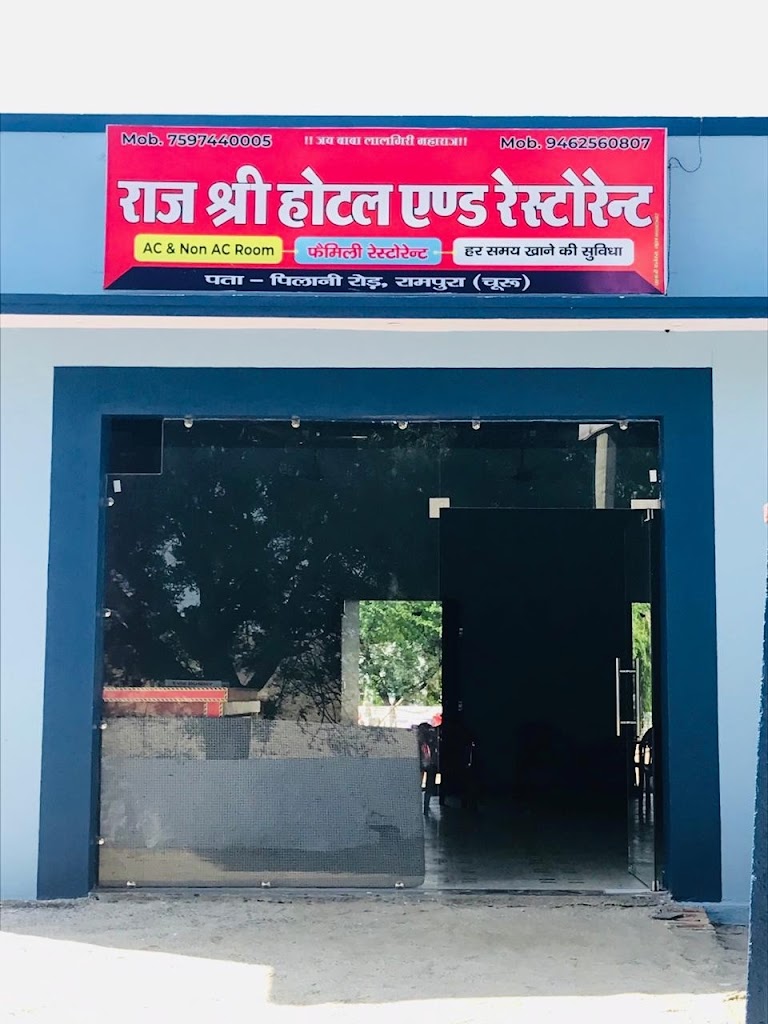 Mob. 7597440005 !! जय बाबा लालगिरी महाराज!! Mob. 9462560807
राज श्री होटल एण्ड रेस्टोरेन्ट
AC & Non AC Room फैमिली रेस्टोरेन्ट हर समय खाने की सुविधा
पता – पिलानी रोड़, रामपुरा (चूरू)